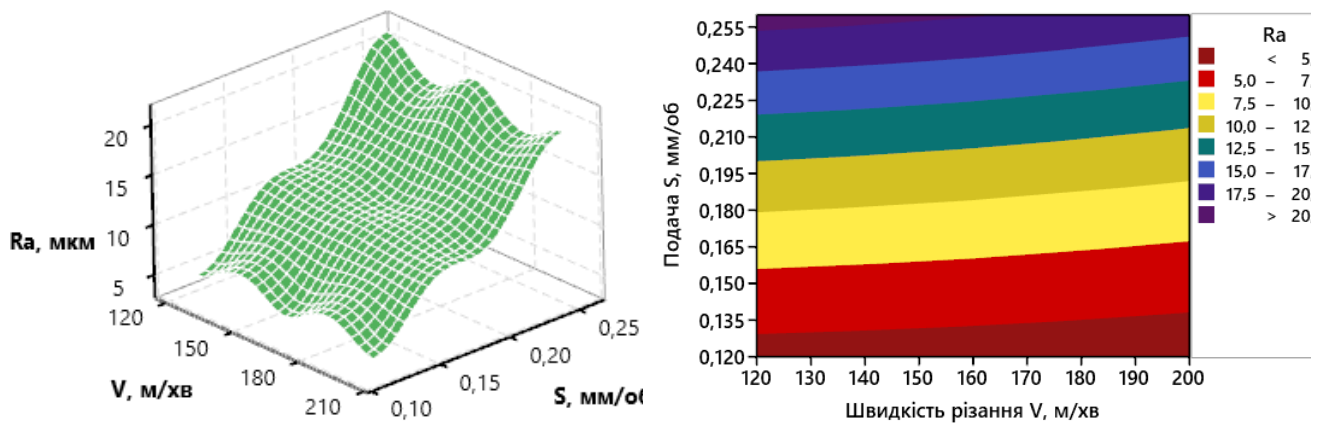 20
15
10
5
Ra, мкм
120
150
180
210
V, м/хв
0,10
0,15
0,20
0,25
S, мм/об
0,255
0,240
0,225
0,210
0,195
0,180
0,165
0,150
0,135
0,120
Подача S, мм/об
120 130 140 150 160 170 180 190 200
Швидкість різання V, м/хв
Ra
< 5
5,0 – 7,
7,5 – 10
10,0 – 12
12,5 – 15
15,0 – 17
17,5 – 20
> 20